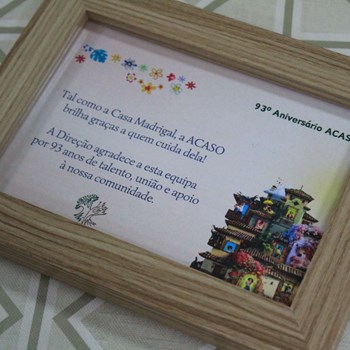 93º Aniversário ACASO
Tal como a Casa Madrigal, a ACASO
brilha graças a quem cuida dela!
A Direção agradece a esta equipa
por 93 anos de talento, união e apoio
à nossa comunidade.